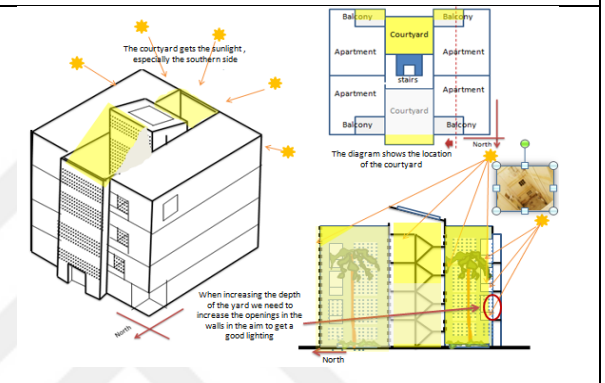 The courtyard gets the sunlight ,
especially the southern side
Balcony
Balcony
Courtyard
Apartment
Apartment
stairs
Apartment
Apartment
Courtyard
Balcony
Balcony
North
The diagram shows the location
of the courtyard
When increasing the depth
of the yard we need to
increase the openings in the
walls in the aim to get a
good lighting
North
North